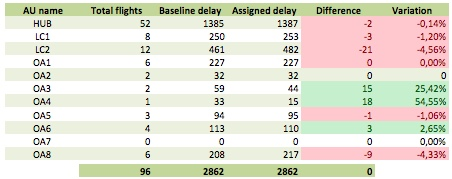 AU name Total flights Baseline delay Assigned delay Difference Variation
HUB 52 1385 1387 -2 -0,14%
LC1 8 250 253 -3 -1,20%
LC2 12 461 482 -21 -4,56%
OA1 6 227 227 0 0,00%
OA2 2 32 32 0 0
OA3 2 59 44 15 25,42%
OA4 1 33 15 18 54,55%
OA5 3 94 95 -1 -1,06%
OA6 4 113 110 3 2,65%
OA7 0 0 0 0 0,00%
OA8 6 208 217 -9 -4,33%
96 2862 2862 0